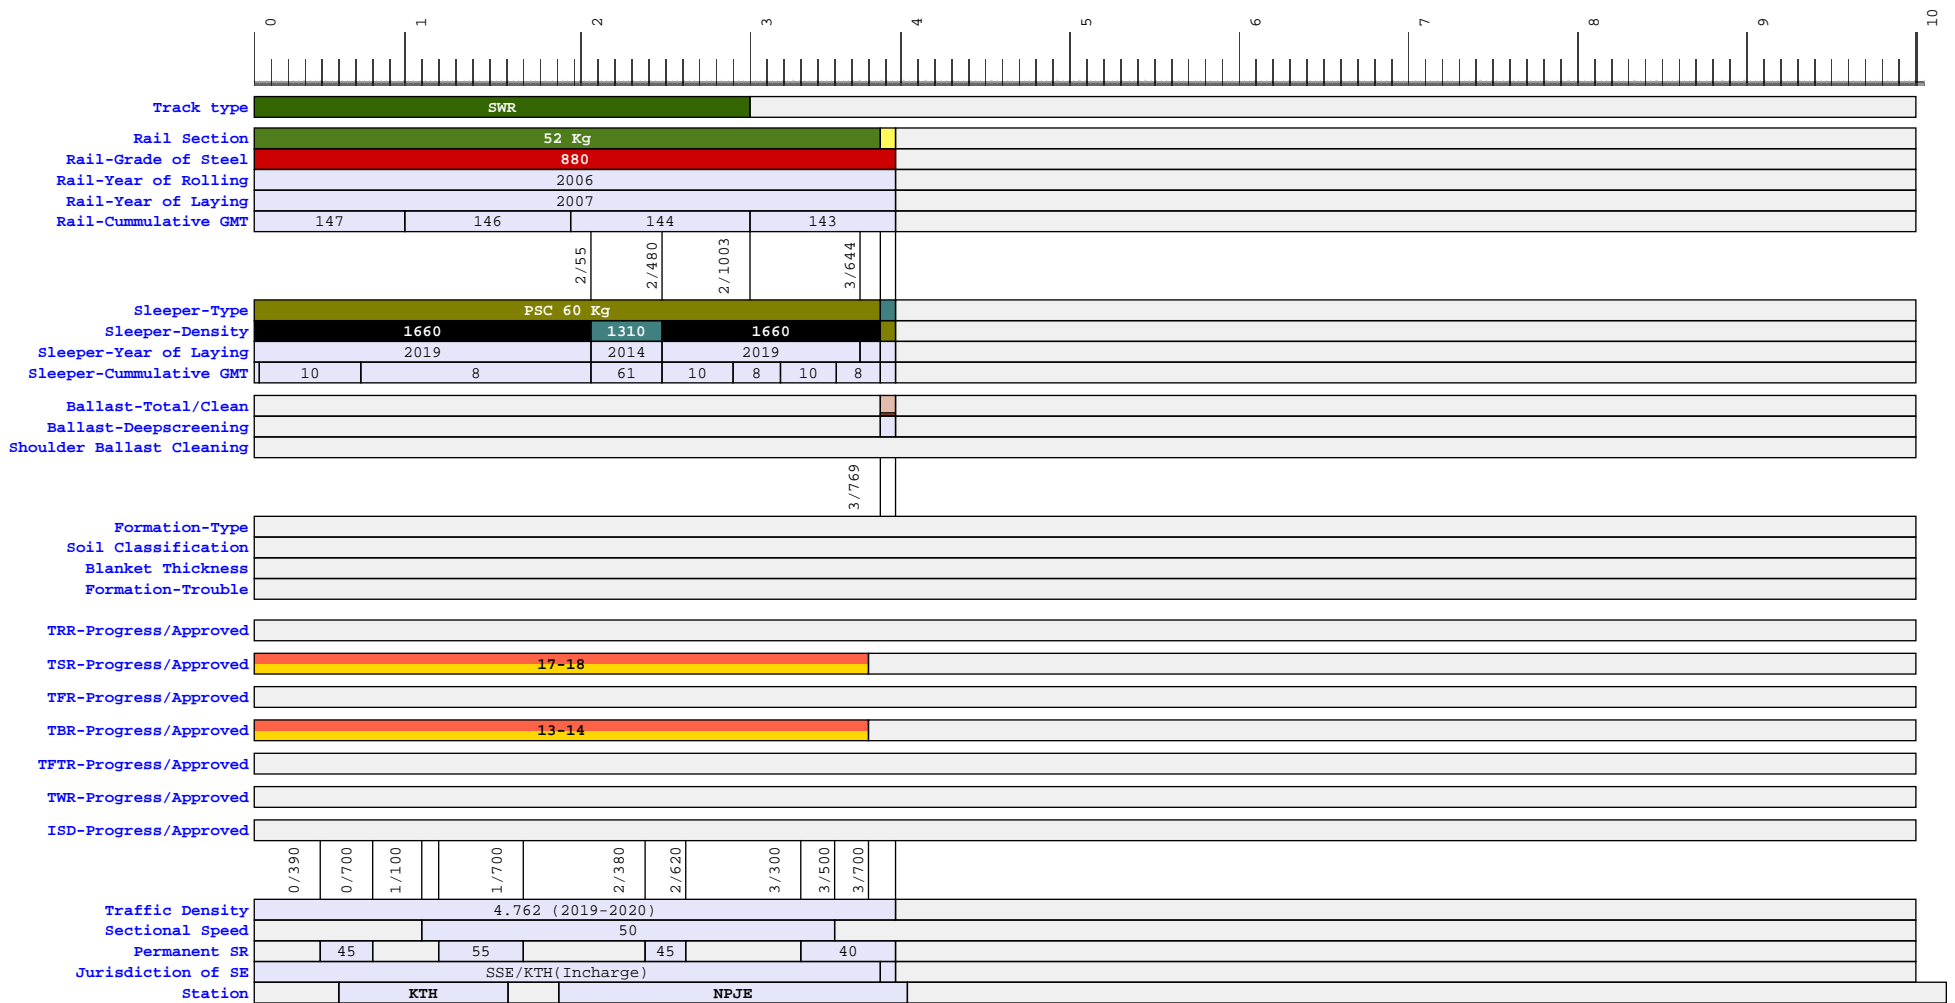 0 1 2 3 4 5 6 7 8 9 10
Track type SWR
Rail Section 52 Kg
Rail-Grade of Steel 880
Rail-Year of Rolling 2006
Rail-Year of Laying 2007
Rail-Cummulative GMT 147 146 144 143
2/55 2/480 2/1003 3/644
Sleeper-Type PSC 60 Kg
Sleeper-Density 1660 1310 1660
Sleeper-Year of Laying 2019 2014 2019
Sleeper-Cummulative GMT 10 8 61 10 8 10 8
Ballast-Total/Clean
Ballast-Deepscreening
Shoulder Ballast Cleaning
3/769
Formation-Type
Soil Classification
Blanket Thickness
Formation-Trouble
TRR-Progress/Approved
TSR-Progress/Approved 17-18
TFR-Progress/Approved
TBR-Progress/Approved 13-14
TFTR-Progress/Approved
TWR-Progress/Approved
ISD-Progress/Approved
0/390 0/700 1/100 1/700 2/380 2/620 3/300 3/500 3/700
Traffic Density 4.762 (2019-2020)
Sectional Speed 50
Permanent SR 45 55 45 40
Jurisdiction of SE SSE/KTH(Incharge)
Station KTH NPJE